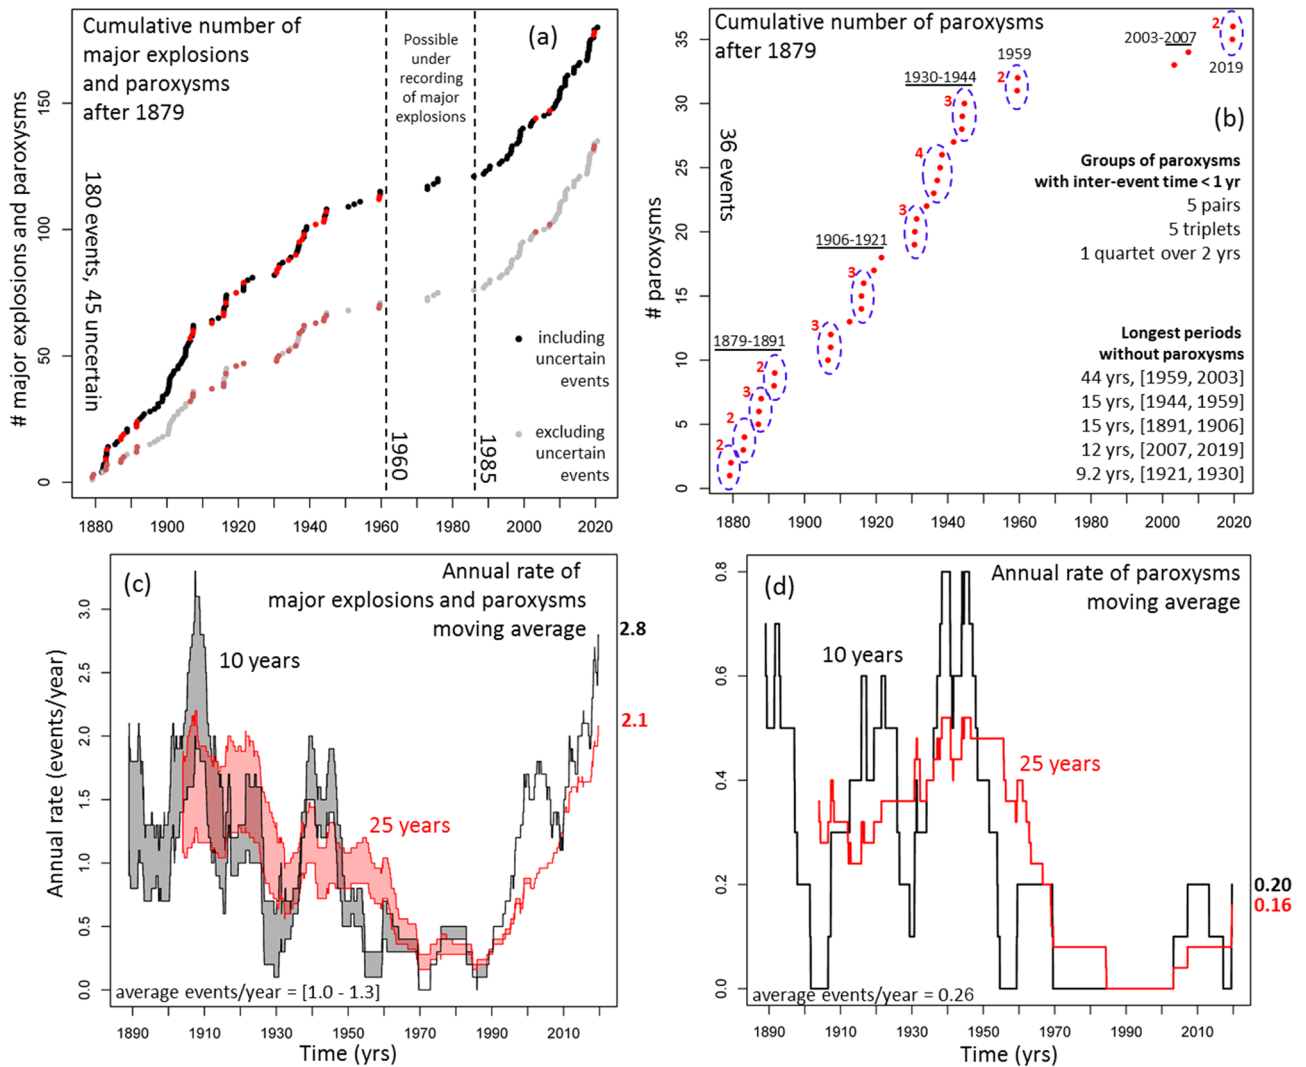 Cumulative number of
major explosions
and paroxysms
after 1879
(a)
Possible
under
recording
of major
explosions
# major explosions and paroxysms
0
50
100
150
180 events, 45 uncertain
including
uncertain
events
excluding
uncertain
events
1960
1985
1880
1900
1920
1940
1960
1980
2000
2020
Cumulative number of paroxysms
after 1879
(b)
# paroxysms
0
5
10
15
20
25
30
35
36 events
1879-1891
1906-1921
1930-1944
1959
2003-2007
2019
2
2
3
2
3
3
3
4
3
2
2
Groups of paroxysms
with inter-event time < 1 yr
5 pairs
5 triplets
1 quartet over 2 yrs
Longest periods
without paroxysms
44 yrs, [1959, 2003]
15 yrs, [1944, 1959]
15 yrs, [1891, 1906]
12 yrs, [2007, 2019]
9.2 yrs, [1921, 1930]
1880
1900
1920
1940
1960
1980
2000
2020
(c)
Annual rate of
major explosions and paroxysms
moving average
10 years
25 years
2.8
2.1
Annual rate (events/year)
0.0
0.5
1.0
1.5
2.0
2.5
3.0
average events/year = [1.0 - 1.3]
1890
1910
1930
1950
1970
1990
2010
Time (yrs)
(d)
Annual rate of paroxysms
moving average
10 years
25 years
0.20
0.16
0.0
0.2
0.4
0.6
0.8
average events/year = 0.26
1890
1910
1930
1950
1970
1990
2010
Time (yrs)